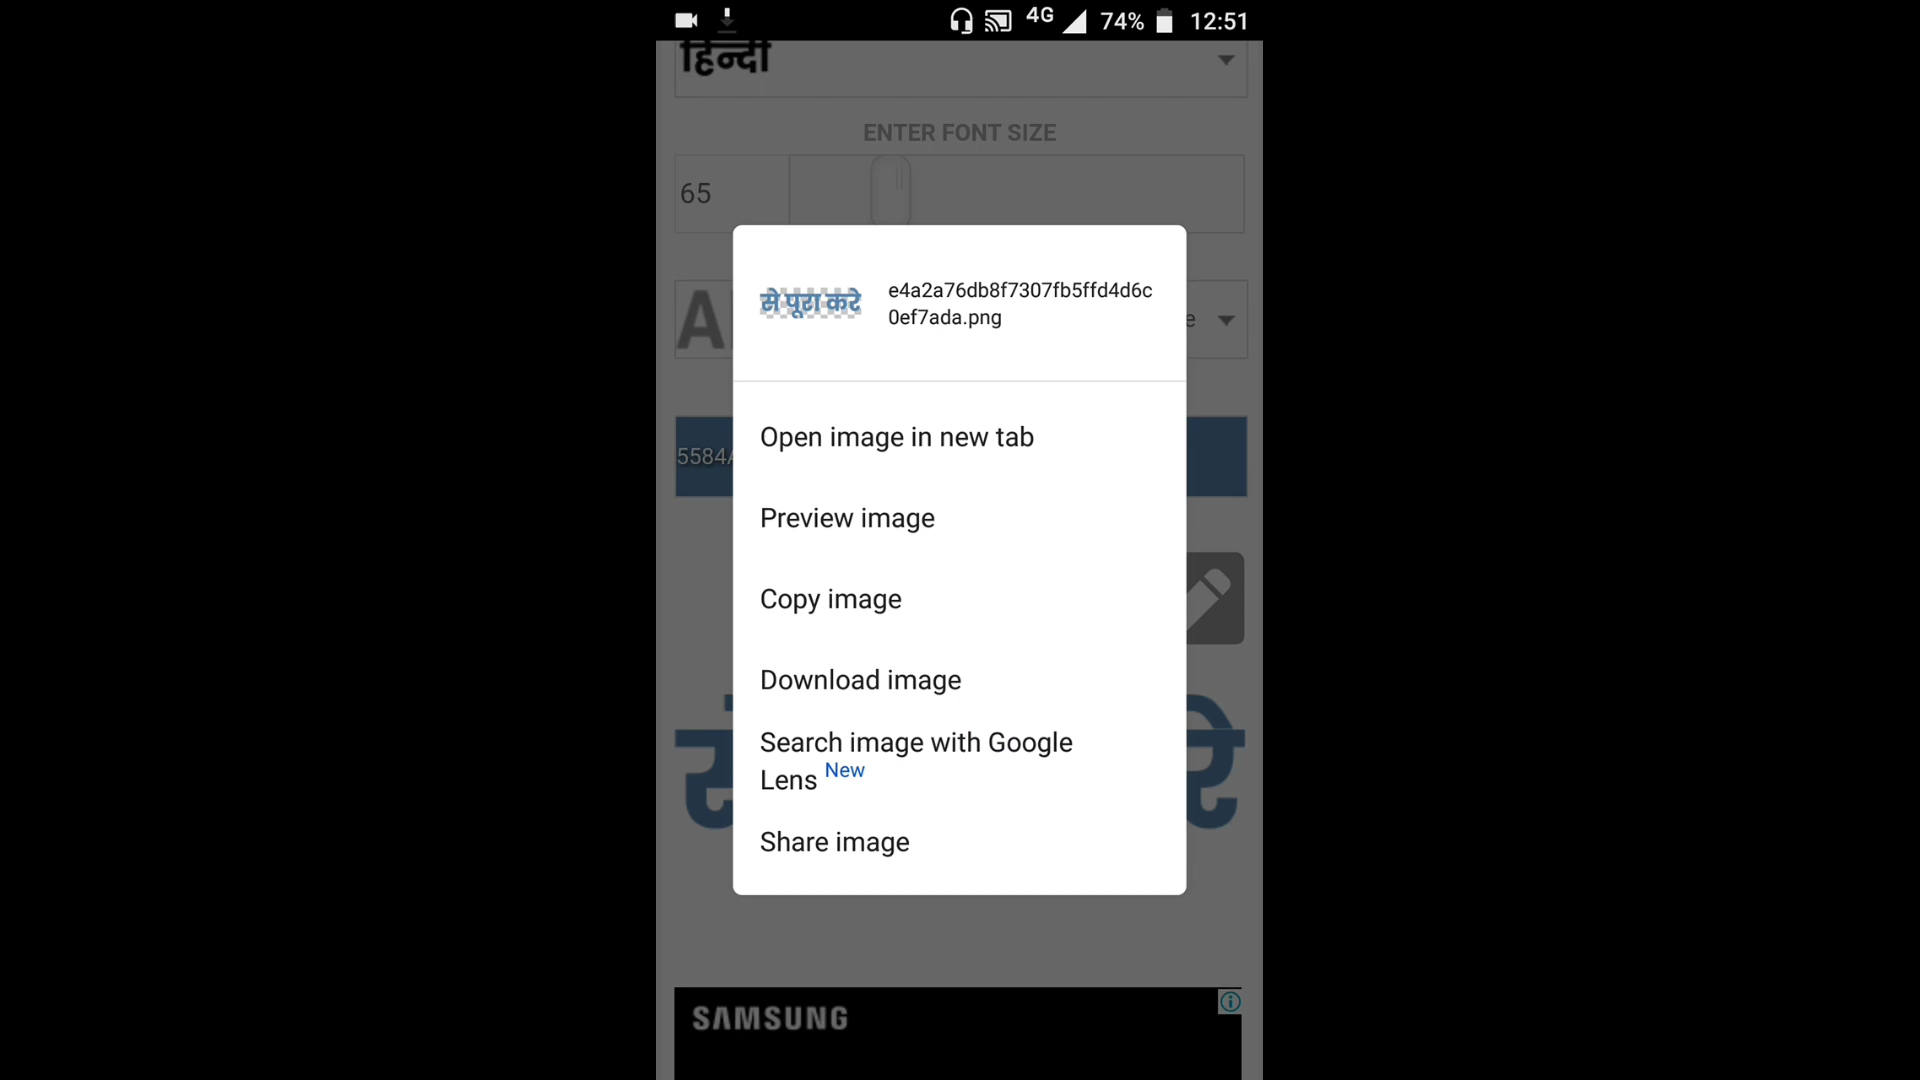 4G 74% 12:51
हिन्दी
ENTER FONT SIZE
65
से पूरा करे
e4a2a76db8f7307fb5ffd4d6c
0ef7ada.png
A
e
Open image in new tab
5584A
Preview image
Copy image
Download image
Search image with Google
Lens New
से
रे
Share image
SAMSUNG